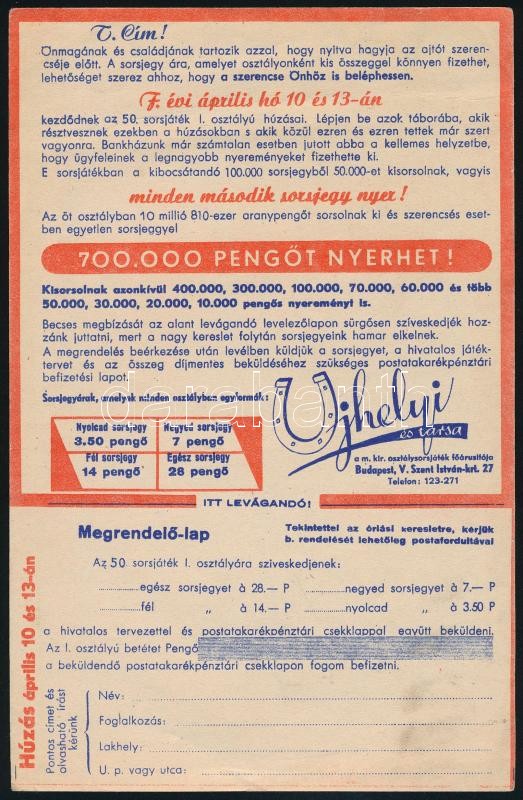 T. Cím!
Önmagának és családjának tartozik azzal, hogy nyitva hagyja az ajtót szeren-
cséje előtt. A sorsjegy ára, amelyet osztályonként kis összeggel könnyen fizethet,
lehetőséget szerez ahhoz, hogy a szerencse Önhöz is beléphessen.
F. évi április hó 10 és 13-án
kezdődnek az 50. sorsjáték I. osztályú húzásai. Lépjen be azok táborába, akik
résztvesznek ezekben a húzásokban s akik közül ezren és ezren tettek már szert
vagyonra. Bankházunk már számtalan esetben jutott abba a kellemes helyzetbe,
hogy ügyfeleinek a legnagyobb nyereményeket fizethette ki.
E sorsjátékban a kibocsátandó 100.000 sorsjegyből 50.000-et kisorsolnak, vagyis
minden második sorsjegy nyer!
Az öt osztályban 10 millió 810-ezer aranypengőt sorsolnak ki és szerencsés eset-
ben egyetlen sorsjeggyel
700.000 PENGŐT NYERHET!
Kisorsolnak azonkívül 400.000, 300.000, 100.000, 70.000, 60.000 és több
50.000, 30.000, 20.000, 10.000 pengős nyereményt is.
Becses megbízását az alant levágandó levelezőlapon sürgősen szíveskedjék hoz-
zánk juttatni, mert a nagy kereslet folytán sorsjegyeink hamar elkelnek.
A megrendelés beérkezése után levélben küldjük a sorsjegyet, a hivatalos játék-
tervet és az összeg díjmentes beküldéséhez szükséges postatakarékpénztári
befizetési lapot.
Sorsjegyárak, amelyek minden osztályban egyformák:
Nyolcad sorsjegy
3.50 pengő
Negyed sorsjegy
7 pengő
Fél sorsjegy
14 pengő
Egész sorsjegy
28 pengő
Ujhelyi
és társa
a m. kir. osztálysorsjáték főárusítója
Budapest, V. Szent István-krt. 27
Telefon: 123-271
darabanth
ITT LEVÁGANDÓ!
Megrendelő-lap
Tekintettel az óriási keresletre, kérjük
b. rendelését lehetőleg postafordultával
Az 50. sorsjáték I. osztályára szíveskedjenek:
egész sorsjegyet à 28.— P
negyed sorsjegyet à 7.— P
fél „ à 14.— P
nyolcad „ à 3.50 P
a hivatalos tervezettel és postatakarékpénztári csekklappal együtt beküldeni.
Az I. osztályú betétet Pengő
a beküldendő postatakarékpénztári csekklapon fogom befizetni.
Húzás április 10 és 13-án
Pontos címet és
olvasható írást
kérünk
Név:
Foglalkozás:
Lakhely:
U. p. vagy utca: